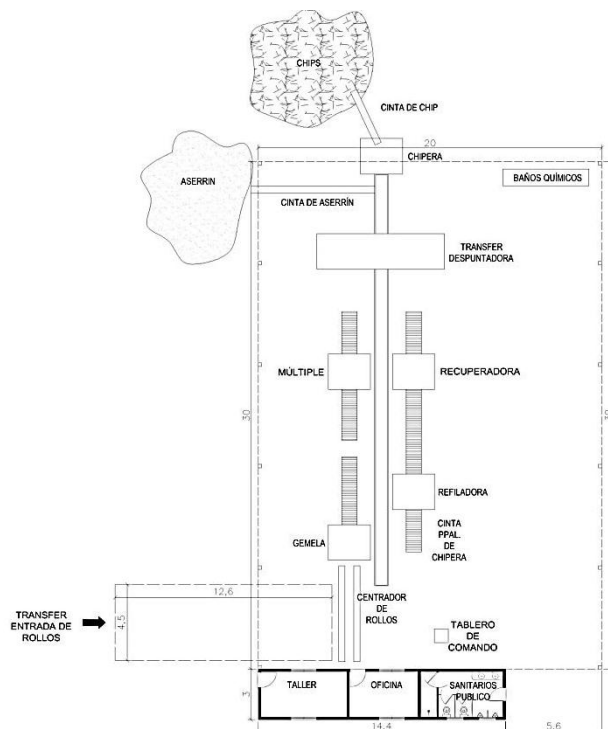 CHIPS
CINTA DE CHIP
20
CHIPERA
ASERRIN
BAÑOS QUÍMICOS
CINTA DE ASERRÍN
TRANSFER
DESPUNTADORA
MÚLTIPLE
RECUPERADORA
30
30
REFILADORA
CINTA
PPAL.
DE
CHIPERA
GEMELA
12,6
CENTRADOR
DE
ROLLOS
TRANSFER
ENTRADA DE
ROLLOS
4,5
TABLERO
DE
COMANDO
TALLER
OFICINA
SANITARIOS
PUBLICO
3
14,4
5,6